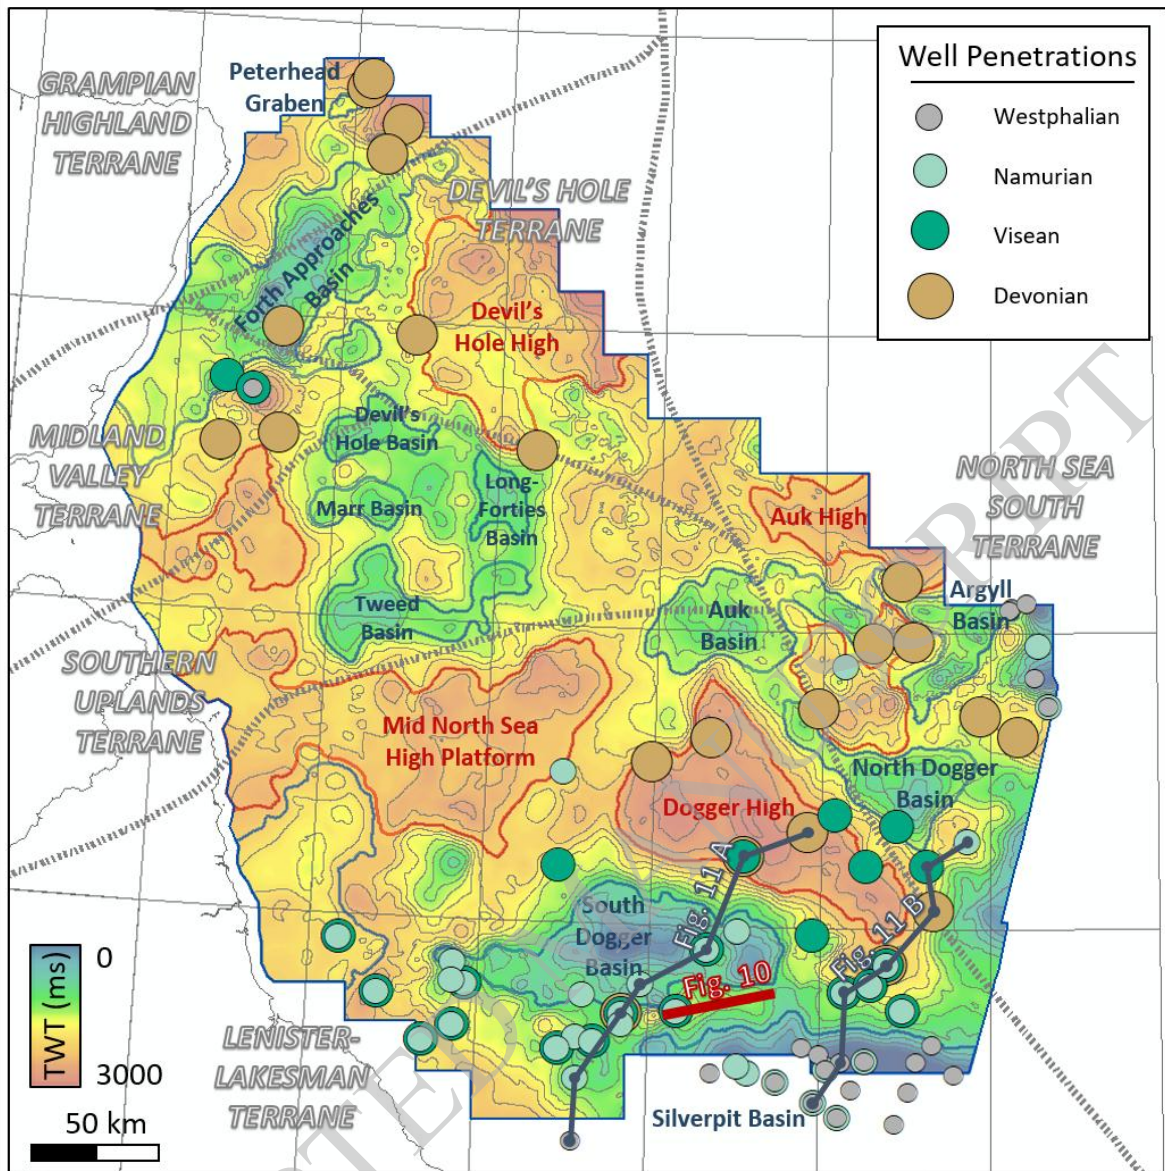 Well Penetrations
Westphalian
Namurian
Visean
Devonian
Peterhead
Graben
GRAMPIAN
HIGHLAND
TERRANE
DEVIL'S HOLE
TERRANE
Forth Approaches
Basin
Devil's
Hole High
MIDLAND
VALLEY
TERRANE
Devil's
Hole Basin
Marr Basin
Long-
Forties
Basin
NORTH SEA
SOUTH
TERRANE
Auk High
Argyll
Basin
Tweed
Basin
Auk
Basin
SOUTHERN
UPLANDS
TERRANE
Mid North Sea
High Platform
North Dogger
Basin
Dogger High
Fig. 11 A
South
Dogger
Basin
Fig. 11 B
Fig. 10
TWT (ms)
0
3000
50 km
LENISTER-
LAKESMAN
TERRANE
Silverpit Basin